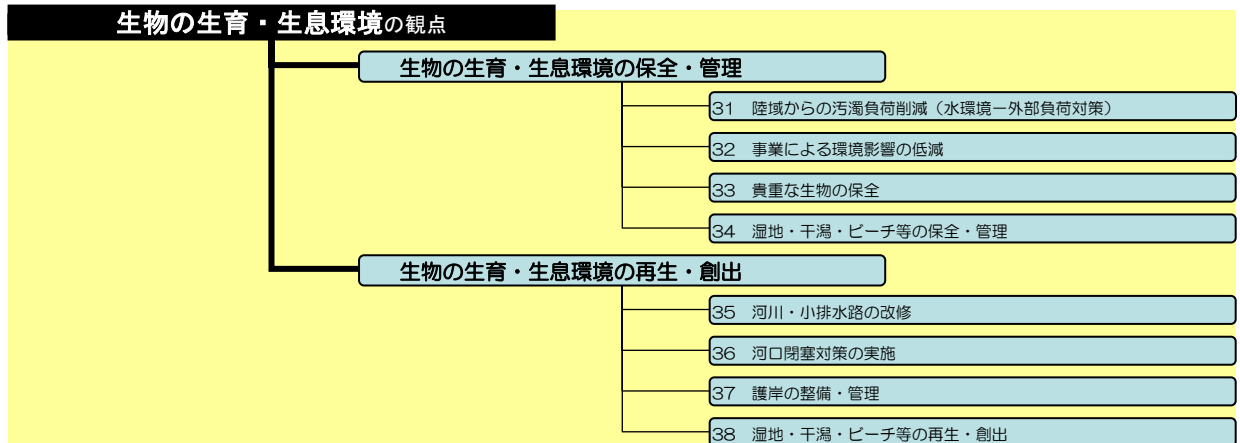 生物の生育・生息環境の観点
生物の生育・生息環境の保全・管理
31 陸域からの汚濁負荷削減（水環境ー外部負荷対策）
32 事業による環境影響の低減
33 貴重な生物の保全
34 湿地・干潟・ビーチ等の保全・管理
生物の生育・生息環境の再生・創出
35 河川・小排水路の改修
36 河口閉塞対策の実施
37 護岸の整備・管理
38 湿地・干潟・ビーチ等の再生・創出